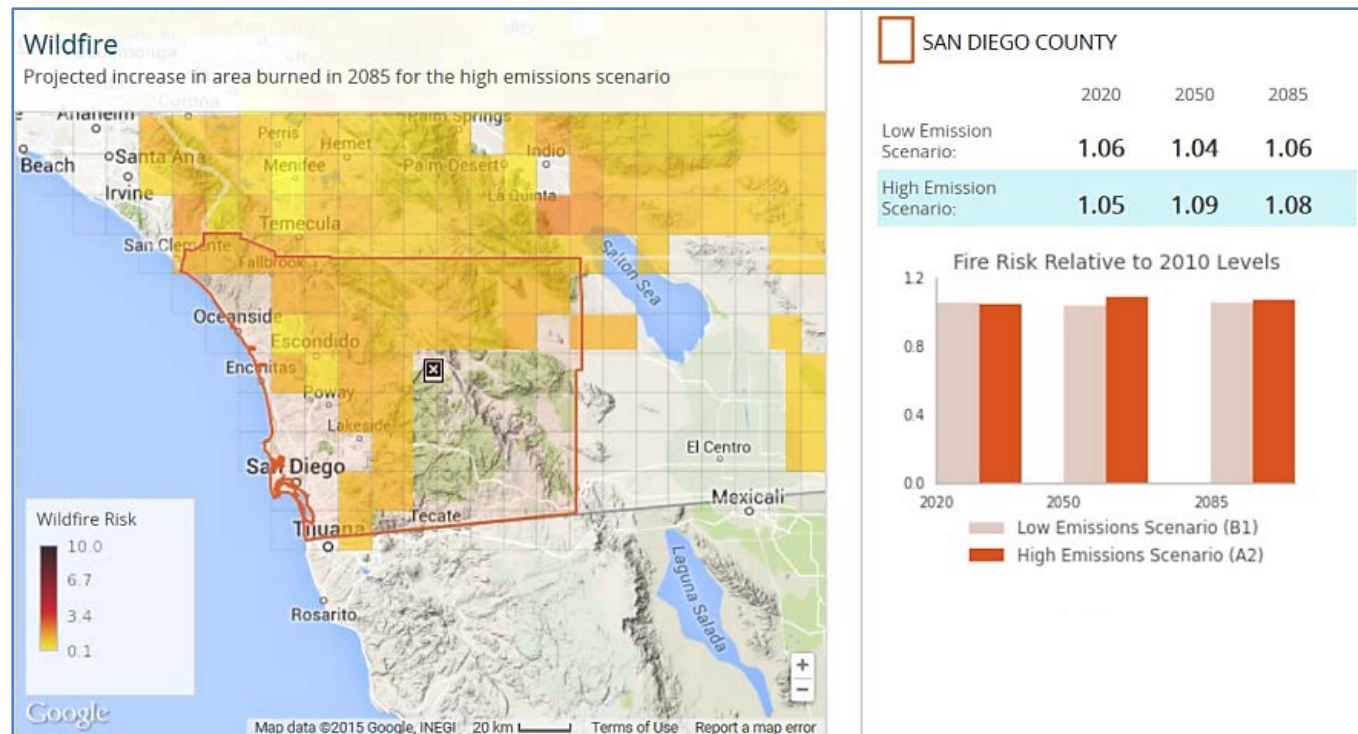 Wildfire
Projected increase in area burned in 2085 for the high emissions scenario
Corona
Anaheim
Perris
Palm Springs
Hemet
Beach
Santa Ana
Menifee
Palm Desert
Indio
Irvine
La Quinta
Temecula
San Clemente
Fallbrook
Salton Sea
Oceanside
Escondido
Encinitas
Poway
Lakeside
El Centro
San Diego
Mexicali
Tijuana
Tecate
Laguna Salada
Rosarito
Wildfire Risk
10.0
6.7
3.4
0.1
+
−
Google
Map data ©2015 Google, INEGI 20 km Terms of Use Report a map error
SAN DIEGO COUNTY
2020 2050 2085
Low Emission
Scenario: 1.06 1.04 1.06
High Emission
Scenario: 1.05 1.09 1.08
Fire Risk Relative to 2010 Levels
1.2
0.8
0.4
0.0
2020 2050 2085
Low Emissions Scenario (B1)
High Emissions Scenario (A2)